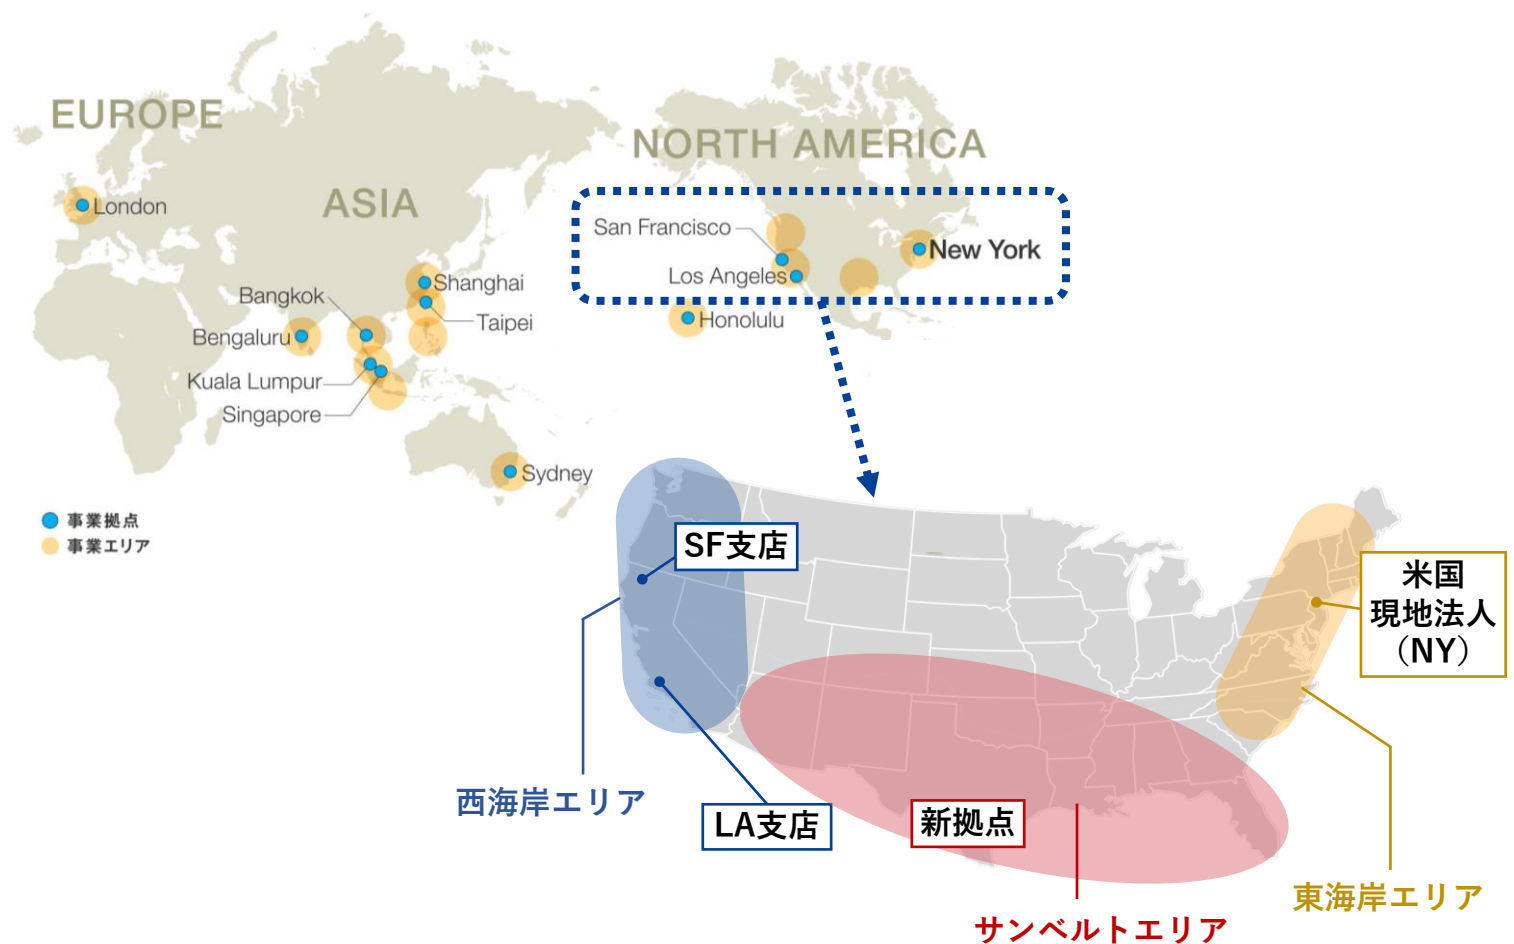 EUROPE
NORTH AMERICA
ASIA
London
San Francisco
New York
Los Angeles
Shanghai
Bangkok
Honolulu
Taipei
Bengaluru
Kuala Lumpur
Singapore
Sydney
事業拠点
事業エリア
SF支店
米国
現地法人
（NY）
西海岸エリア
LA支店
新拠点
東海岸エリア
サンベルトエリア